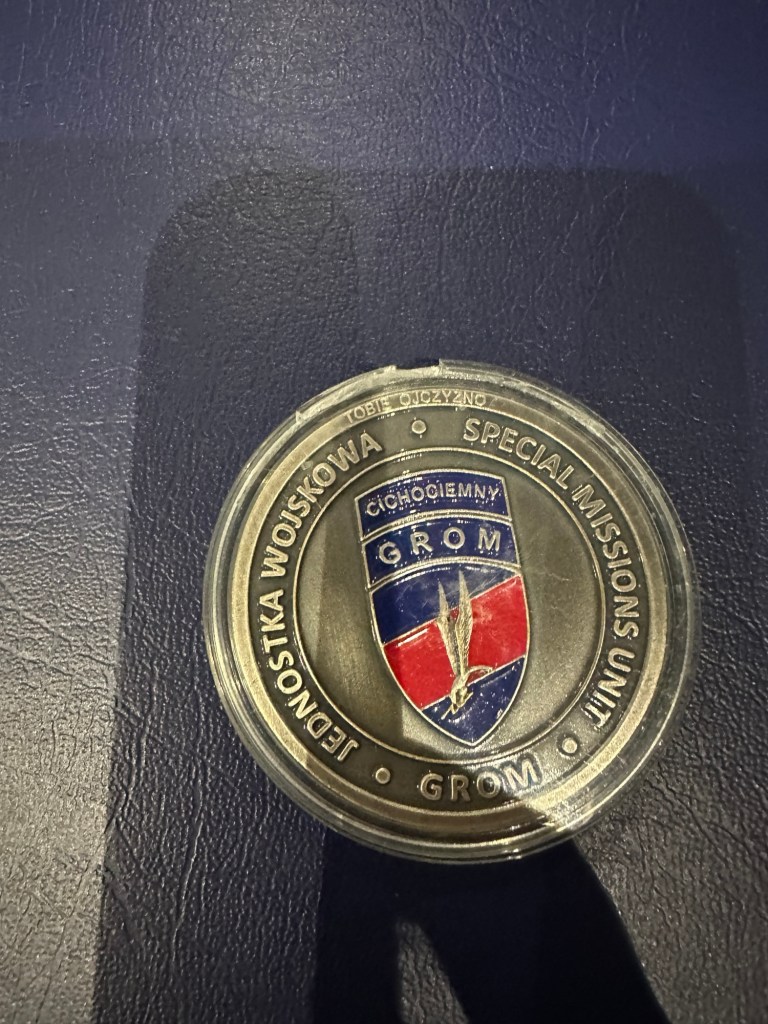 TOBIE OJCZYZNO
JEDNOSTKA WOJSKOWA • SPECIAL MISSIONS UNIT • GROM •
CICHOCIEMNY
GROM